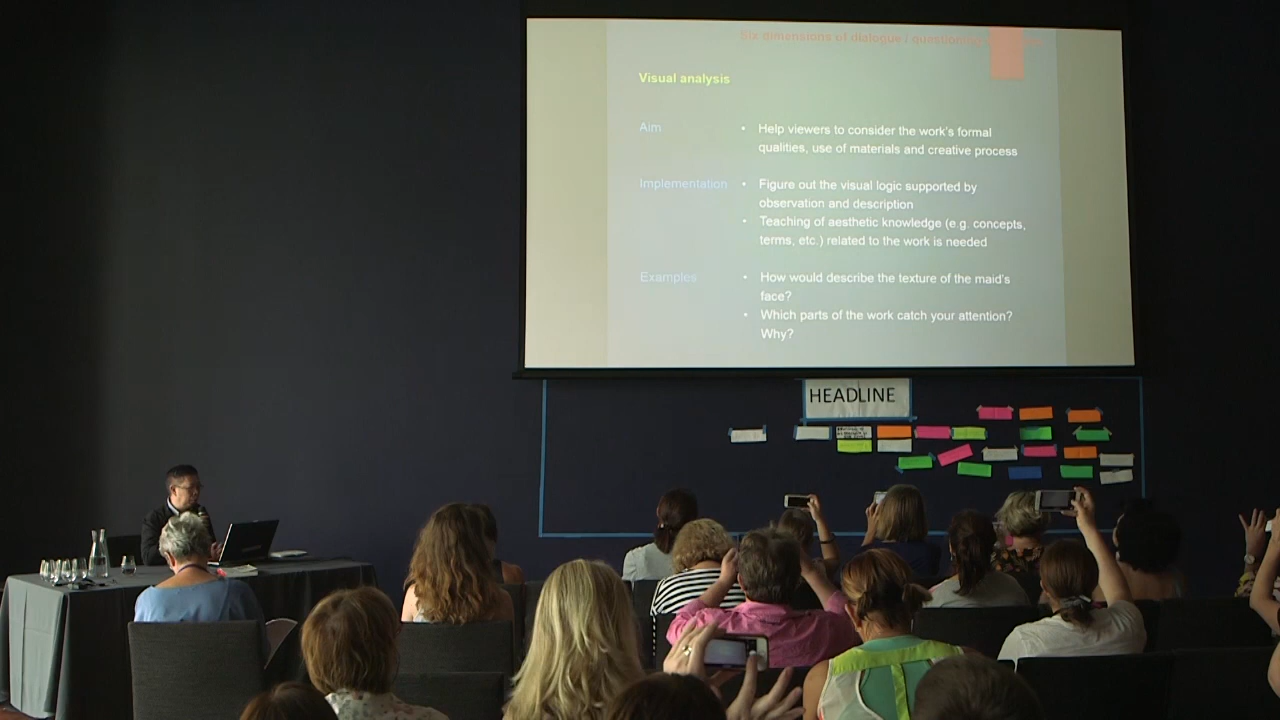 Six dimensions of dialogue / questioning
Visual analysis
Aim
• Help viewers to consider the work's formal
qualities, use of materials and creative process
Implementation
• Figure out the visual logic supported by
observation and description
• Teaching of aesthetic knowledge (e.g. concepts,
terms, etc.) related to the work is needed
Examples
• How would describe the texture of the maid's
face?
• Which parts of the work catch your attention?
Why?
HEADLINE